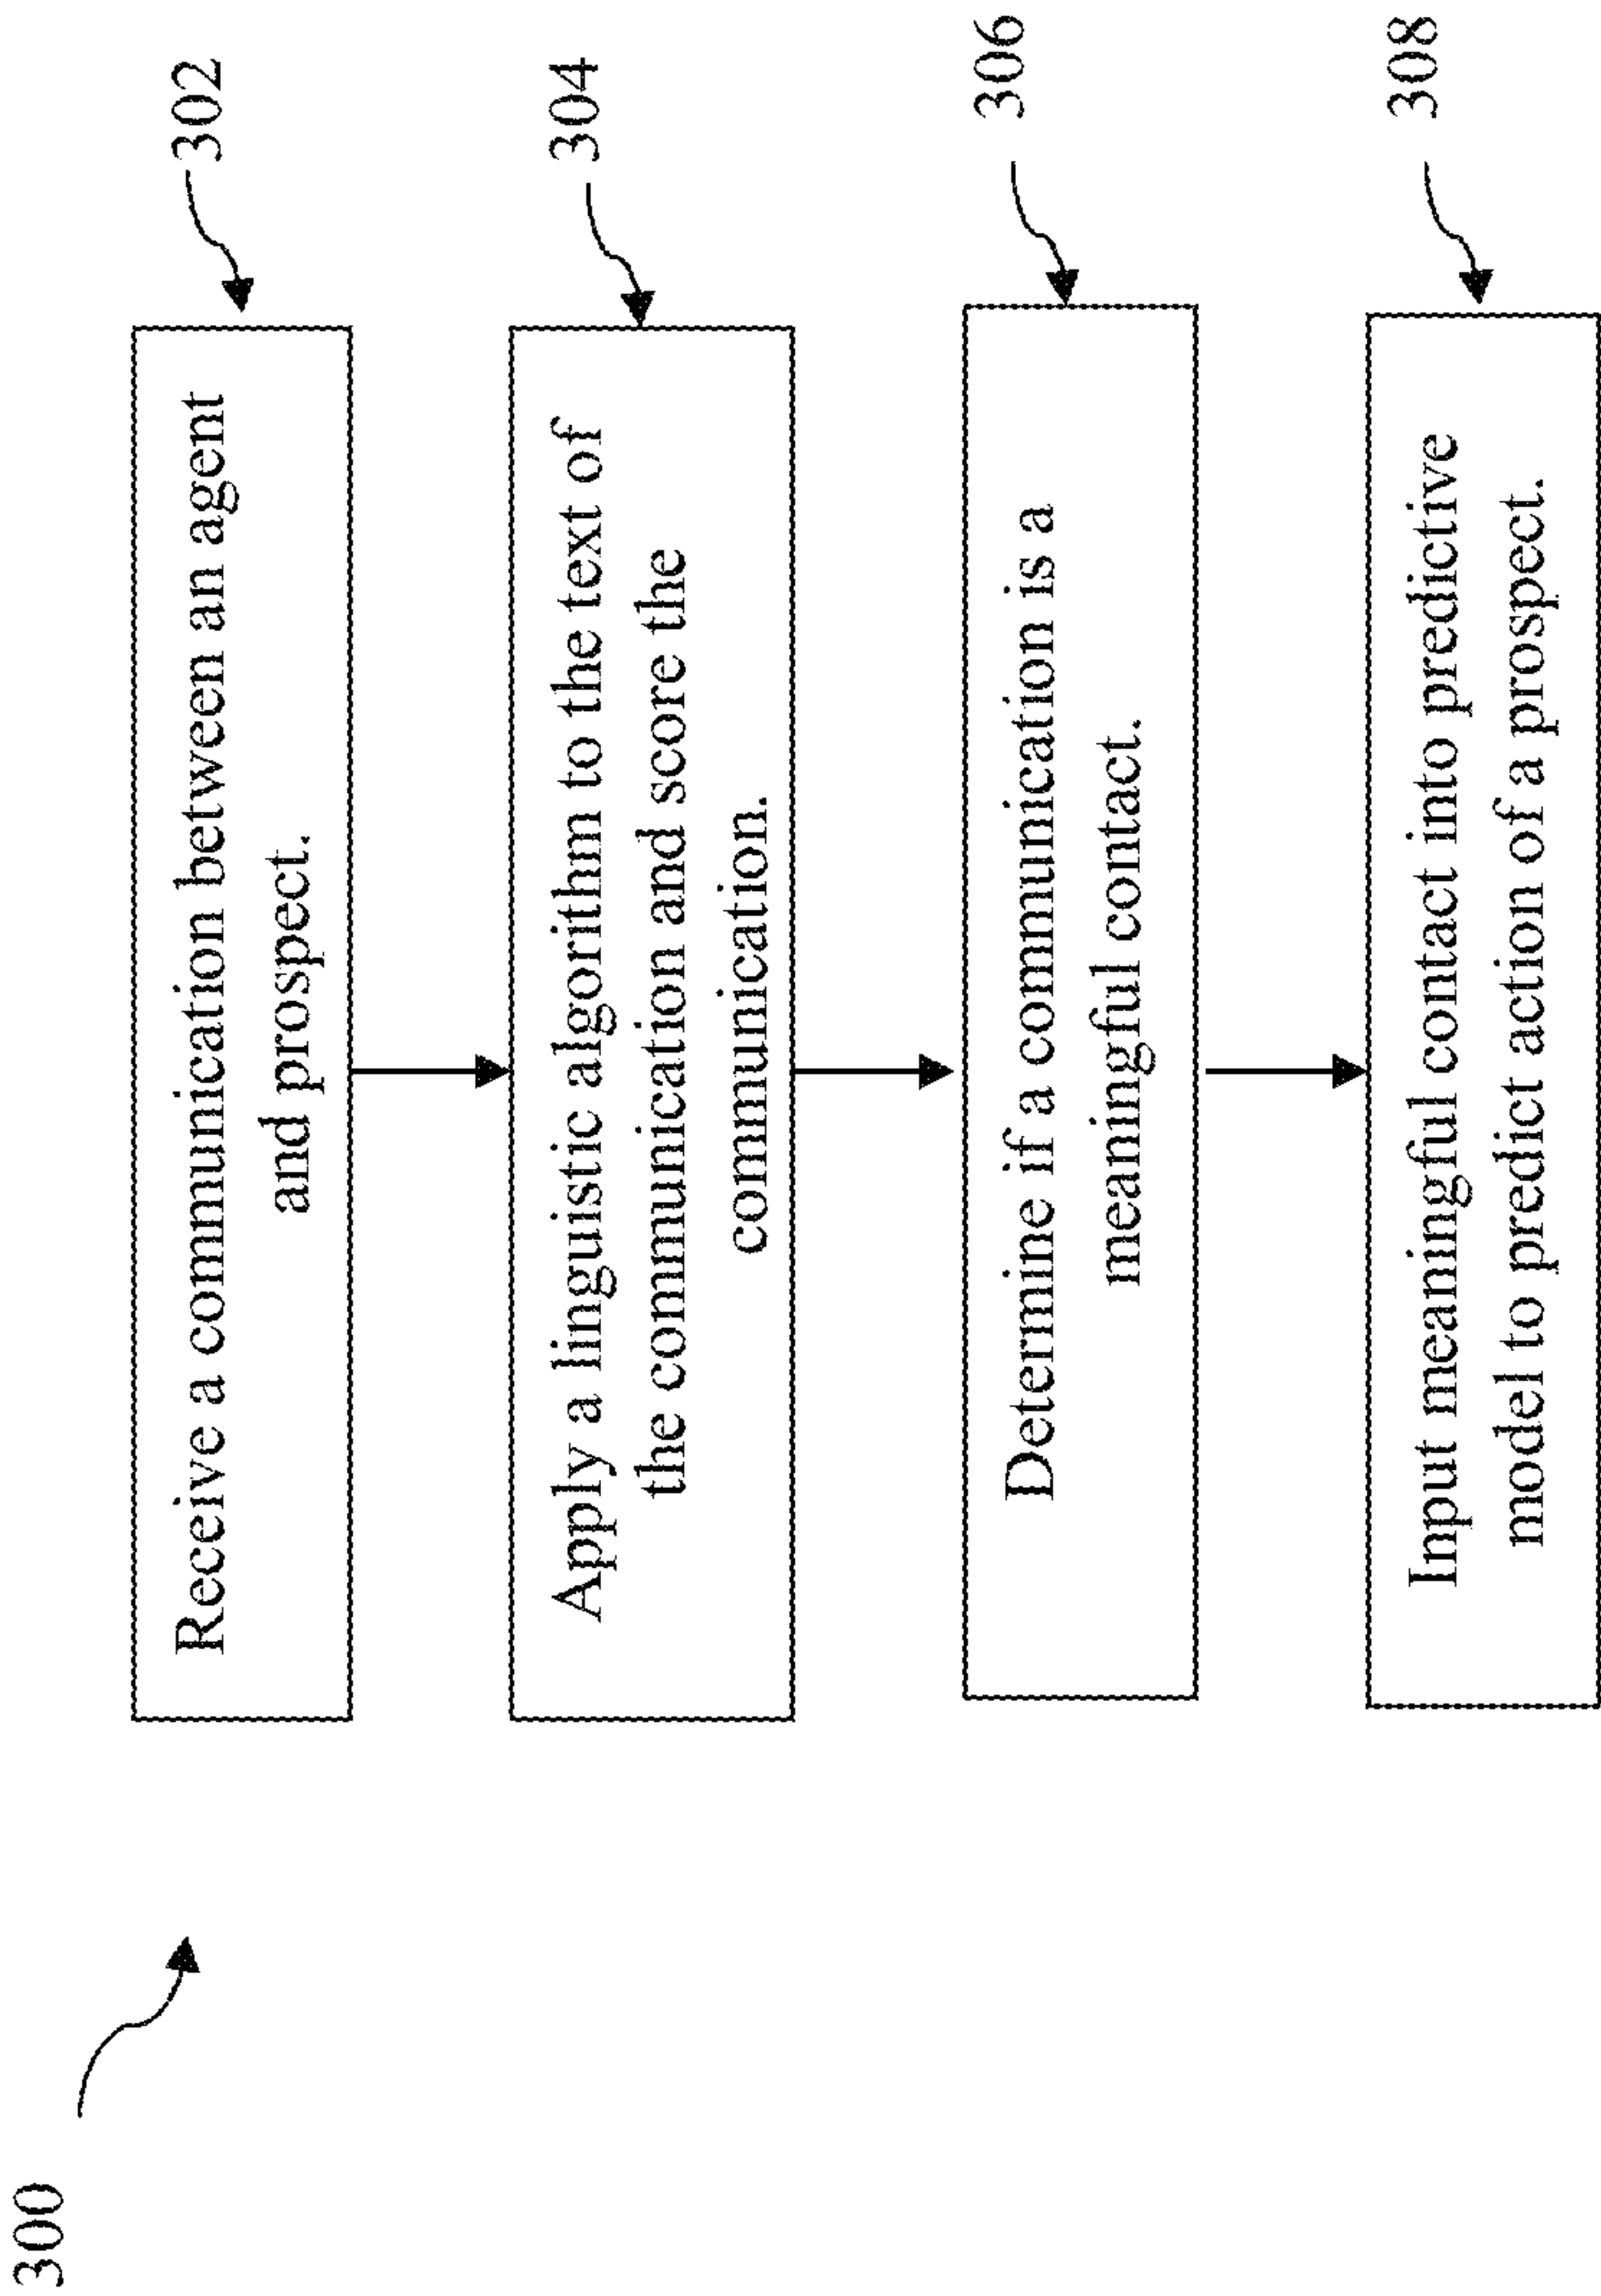 300
302
Receive a communication between an agent
and prospect.
304
Apply a linguistic algorithm to the text of
the communication and score the
communication.
306
Determine if a communication is a
meaningful contact.
308
Input meaningful contact into predictive
model to predict action of a prospect.